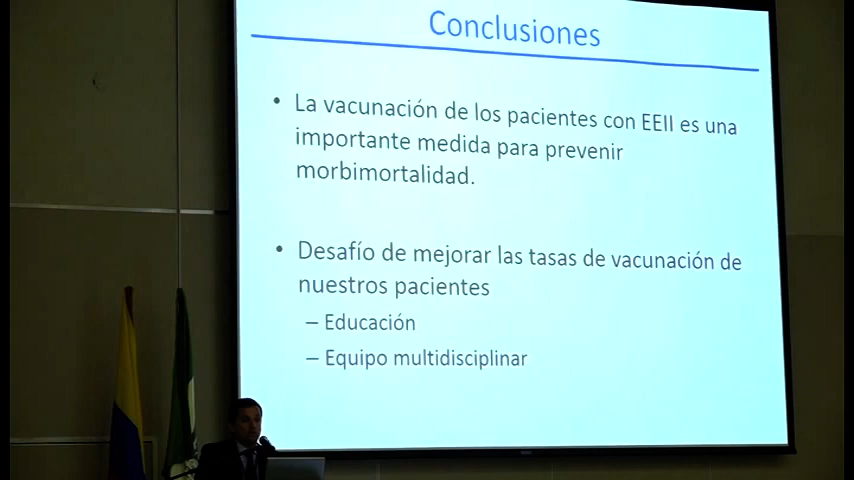 Conclusiones
• La vacunación de los pacientes con EEII es una
importante medida para prevenir
morbimortalidad.
• Desafío de mejorar las tasas de vacunación de
nuestros pacientes
– Educación
– Equipo multidisciplinar